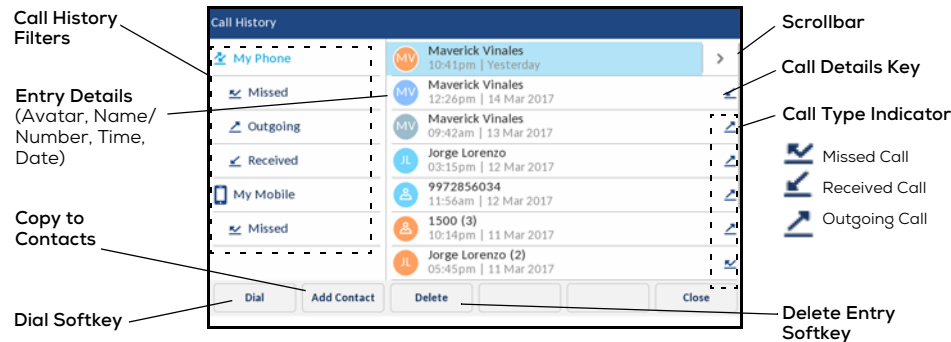 Call History
Filters
Entry Details
(Avatar, Name/
Number, Time,
Date)
Copy to
Contacts
Dial Softkey
Call History
My Phone
Missed
Outgoing
Received
My Mobile
Missed
MV
Maverick Vinales
10:41pm | Yesterday
MV
Maverick Vinales
12:26pm | 14 Mar 2017
MV
Maverick Vinales
09:42am | 13 Mar 2017
JL
Jorge Lorenzo
03:15pm | 12 Mar 2017
9972856034
11:56am | 12 Mar 2017
1500 (3)
10:14pm | 11 Mar 2017
JL
Jorge Lorenzo (2)
05:45pm | 11 Mar 2017
Dial
Add Contact
Delete
Close
Scrollbar
Call Details Key
Call Type Indicator
Missed Call
Received Call
Outgoing Call
Delete Entry
Softkey